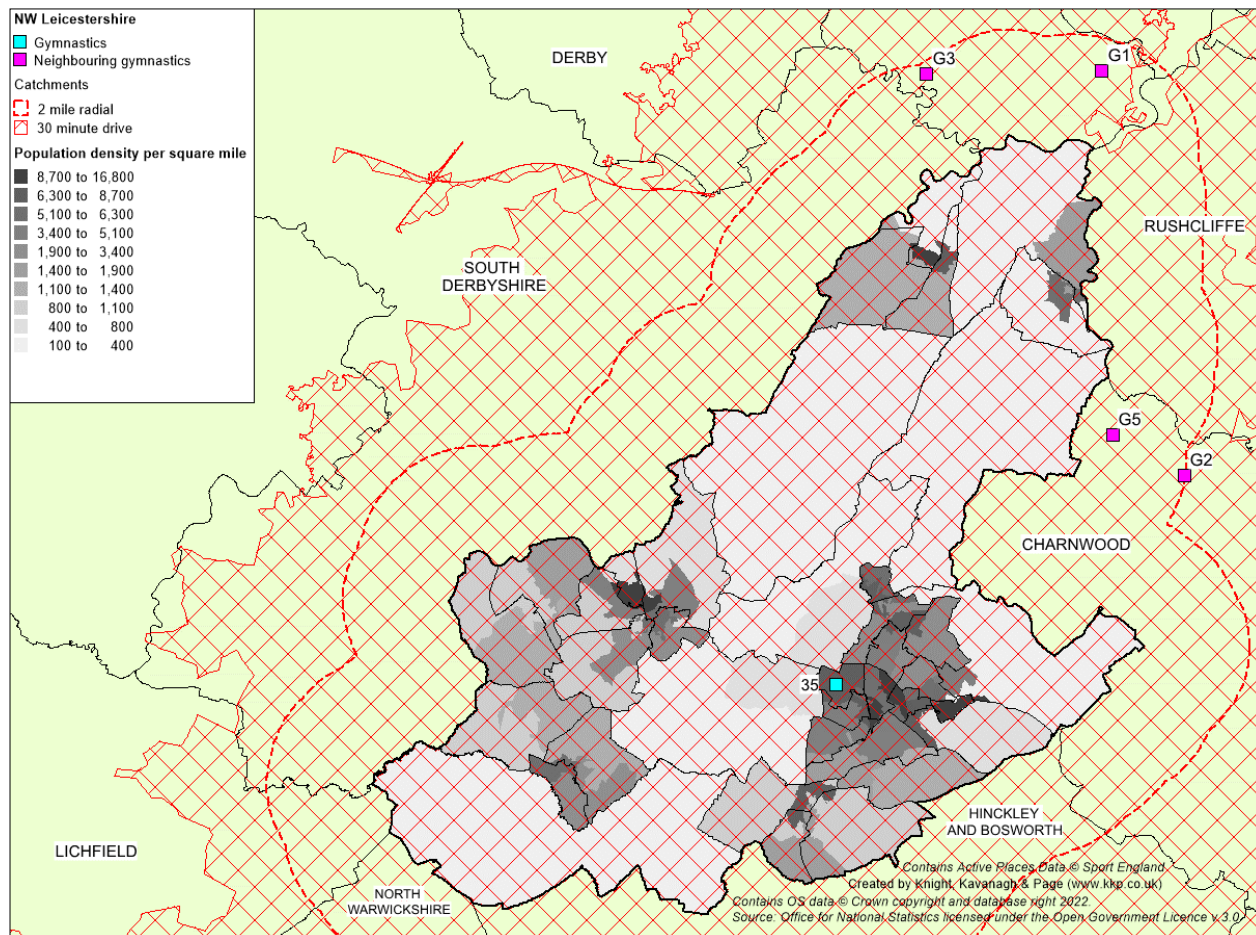 NW Leicestershire
Gymnastics
Neighbouring gymnastics
Catchments
2 mile radial
30 minute drive
Population density per square mile
8,700 to 16,800
6,300 to 8,700
5,100 to 6,300
3,400 to 5,100
1,900 to 3,400
1,400 to 1,900
1,100 to 1,400
800 to 1,100
400 to 800
100 to 400
DERBY
G3
G1
RUSHCLIFFE
SOUTH
DERBYSHIRE
G5
G2
CHARNWOOD
35
HINCKLEY
AND BOSWORTH
LICHFIELD
NORTH
WARWICKSHIRE
Contains Active Places Data © Sport England
Created by Knight, Kavanagh & Page (www.kkp.co.uk)
Contains OS data © Crown copyright and database right 2022.
Source: Office for National Statistics licensed under the Open Government Licence v.3.0